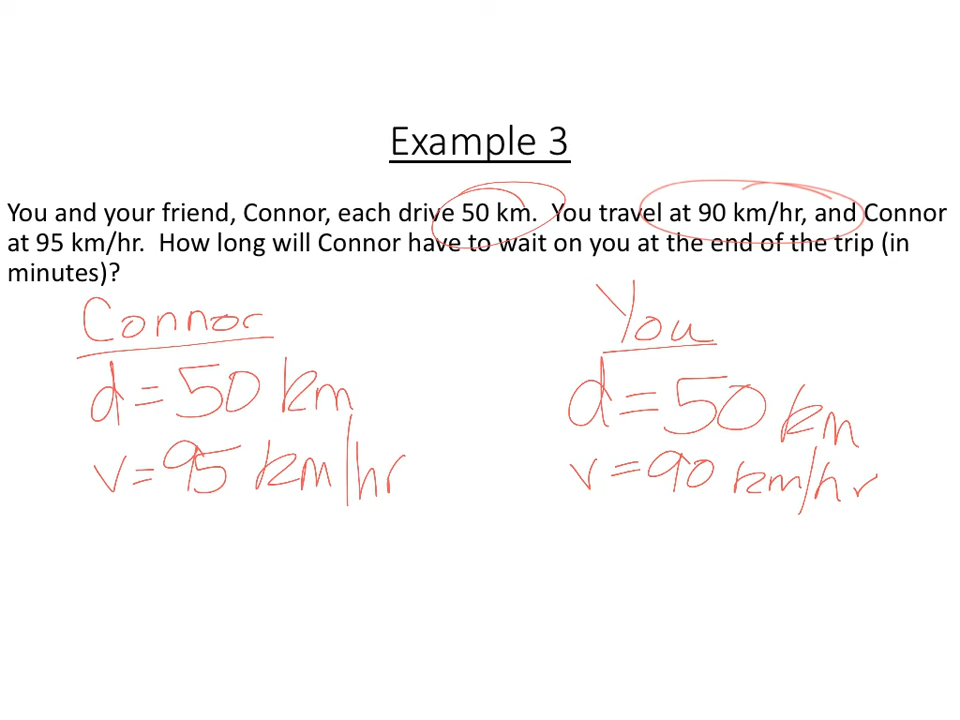 Example 3
You and your friend, Connor, each drive 50 km. You travel at 90 km/hr, and Connor
at 95 km/hr. How long will Connor have to wait on you at the end of the trip (in
minutes)?
Connor
d = 50 km
v = 95 km/hr
You
d = 50 km
v = 90 km/hr